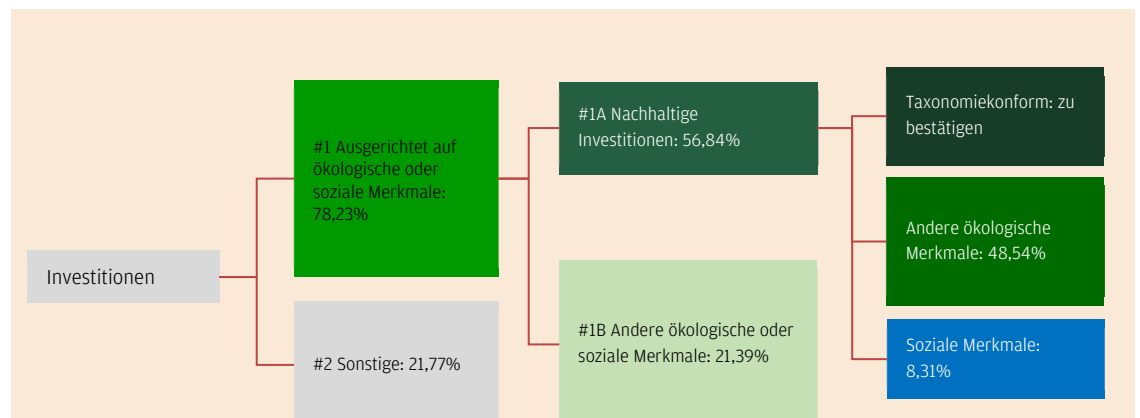 Investitionen
#1 Ausgerichtet auf
ökologische oder
soziale Merkmale:
78,23%
#2 Sonstige: 21,77%
#1A Nachhaltige
Investitionen: 56,84%
#1B Andere ökologische oder
soziale Merkmale: 21,39%
Taxonomiekonform: zu
bestätigen
Andere ökologische
Merkmale: 48,54%
Soziale Merkmale:
8,31%